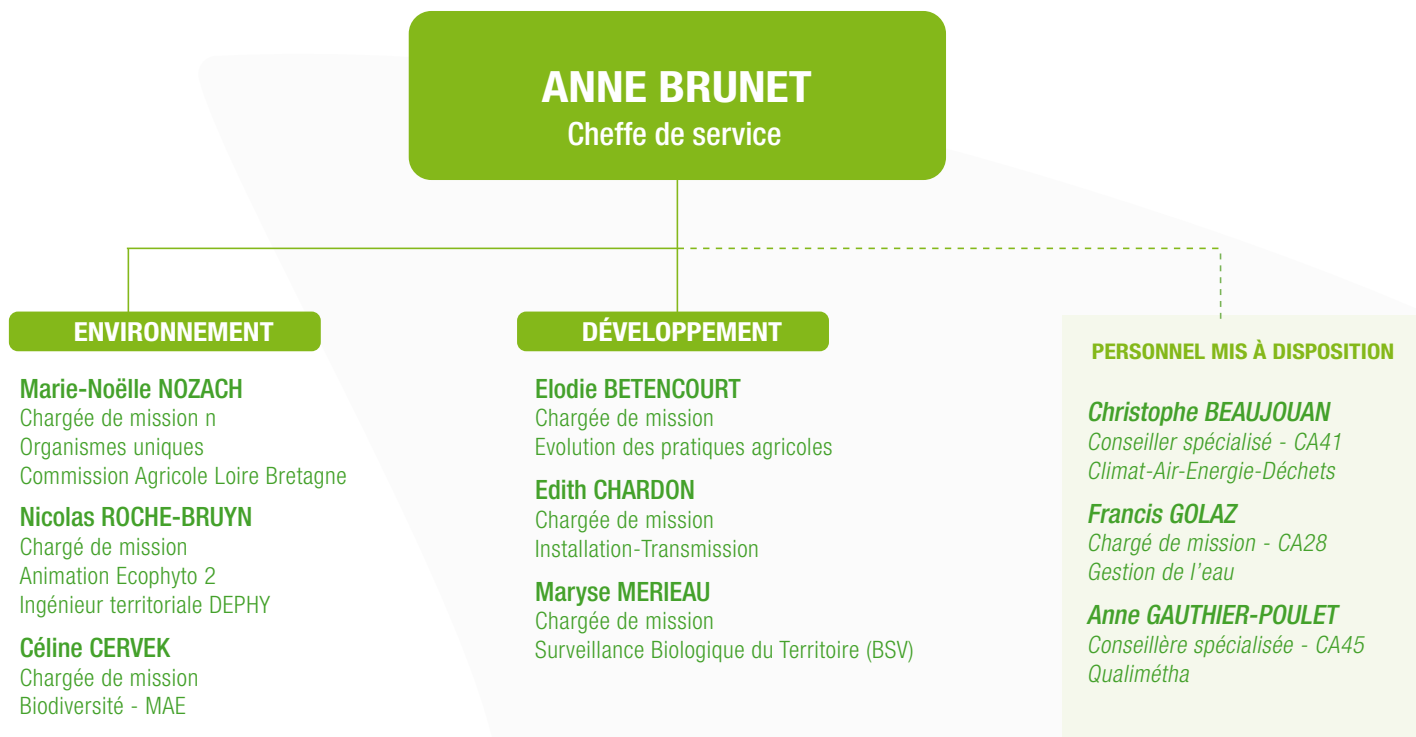 ANNE BRUNET
Cheffe de service
ENVIRONNEMENT
Marie-Noëlle NOZACH
Chargée de mission n
Organismes uniques
Commission Agricole Loire Bretagne
Nicolas ROCHE-BRUYN
Chargé de mission
Animation Ecophyto 2
Ingénieur territoriale DEPHY
Céline CERVEK
Chargée de mission
Biodiversité - MAE
DÉVELOPPEMENT
Elodie BETENCOURT
Chargée de mission
Evolution des pratiques agricoles
Edith CHARDON
Chargée de mission
Installation-Transmission
Maryse MERIEAU
Chargée de mission
Surveillance Biologique du Territoire (BSV)
PERSONNEL MIS À DISPOSITION
Christophe BEAUJOUAN
Conseiller spécialisé - CA41
Climat-Air-Energie-Déchets
Francis GOLAZ
Chargé de mission - CA28
Gestion de l'eau
Anne GAUTHIER-POULET
Conseillère spécialisée - CA45
Qualimétha